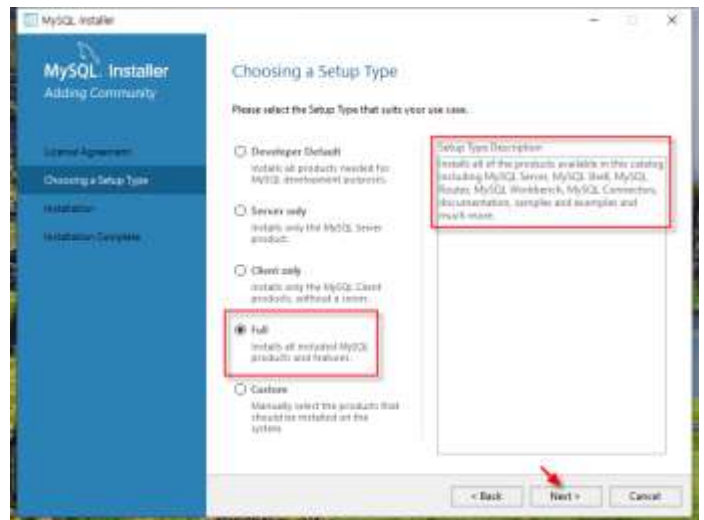 MySQL Installer
MySQL. Installer
Adding Community
License Agreement
Choosing a Setup Type
Installation
Installation Complete
Choosing a Setup Type
Please select the Setup Type that suits your use case.
Developer Default
Installs all products needed for
MySQL development purposes.
Server only
Installs only the MySQL Server
product.
Client only
Installs only the MySQL Client
products, without a server.
Full
Installs all included MySQL
products and features.
Custom
Manually select the products that
should be installed on the
system.
Setup Type Description
Installs all of the products available in this catalog
including MySQL Server, MySQL Shell, MySQL
Router, MySQL Workbench, MySQL Connectors,
documentation, samples and examples and
much more.
< Back
Next >
Cancel